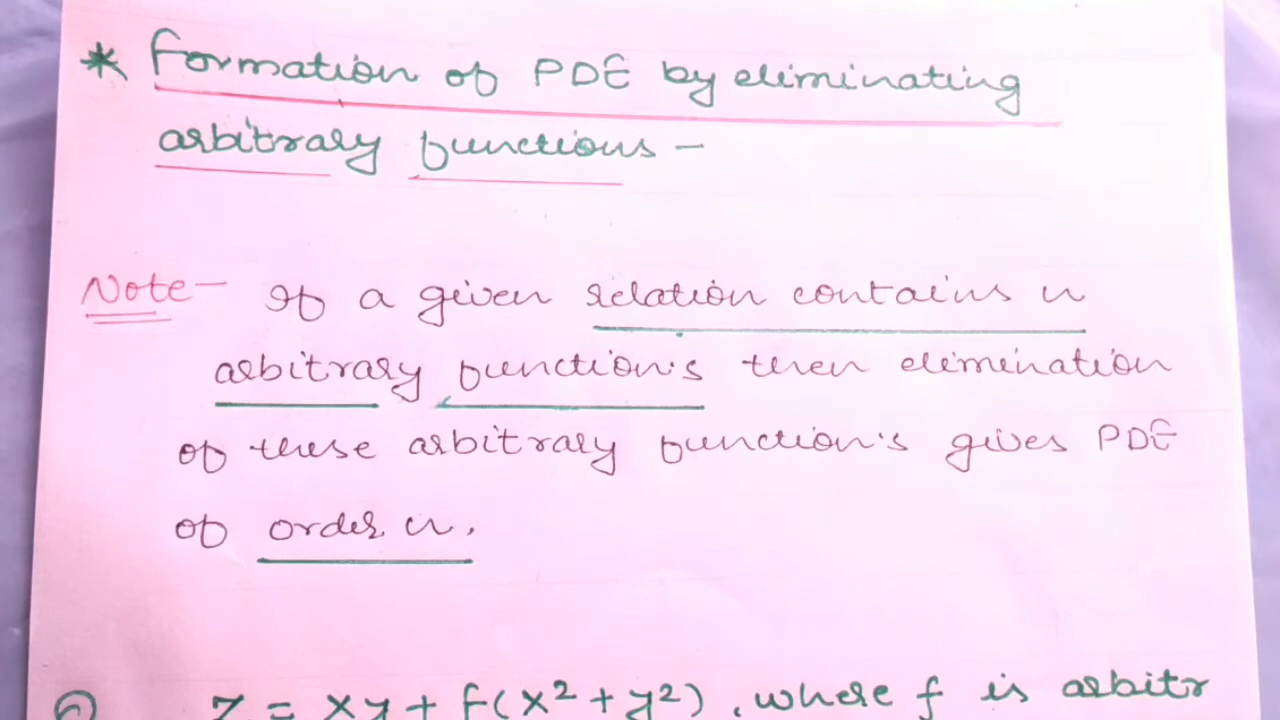 * Formation of PDE by eliminating
arbitrary functions -
Note - If a given relation contains n
arbitrary function's then elimination
of these arbitrary function's gives PDE
of order n.
Z = xy + f(x² + y²), where f is arbitr